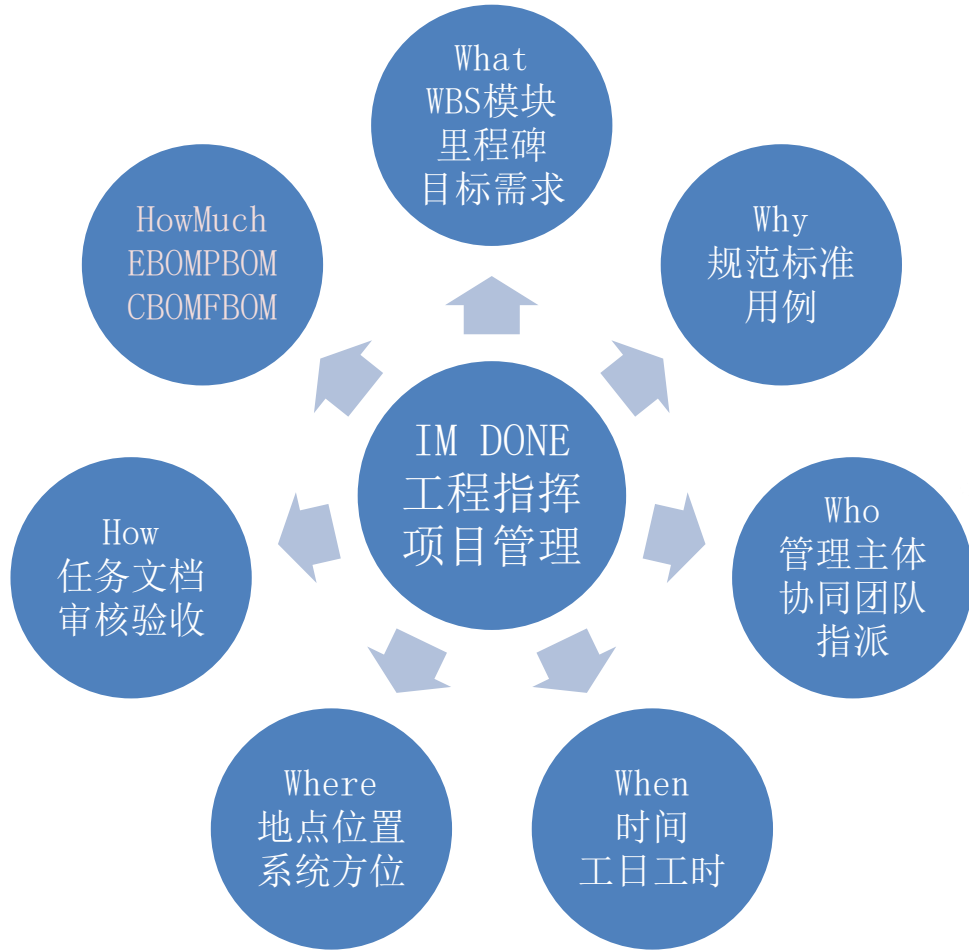 What
WBS模块
里程碑
目标需求
Why
规范标准
用例
Who
管理主体
协同团队
指派
When
时间
工日工时
Where
地点位置
系统方位
How
任务文档
审核验收
HowMuch
EBOMPBOM
CBOMFBOM
IM DONE
工程指挥
项目管理